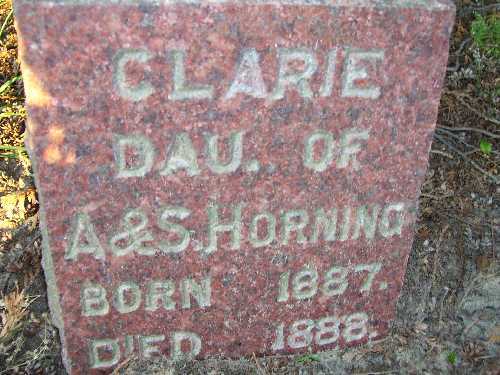 CLARIE
DAU. OF
A.&S. HORNING
BORN 1887.
DIED 1888.